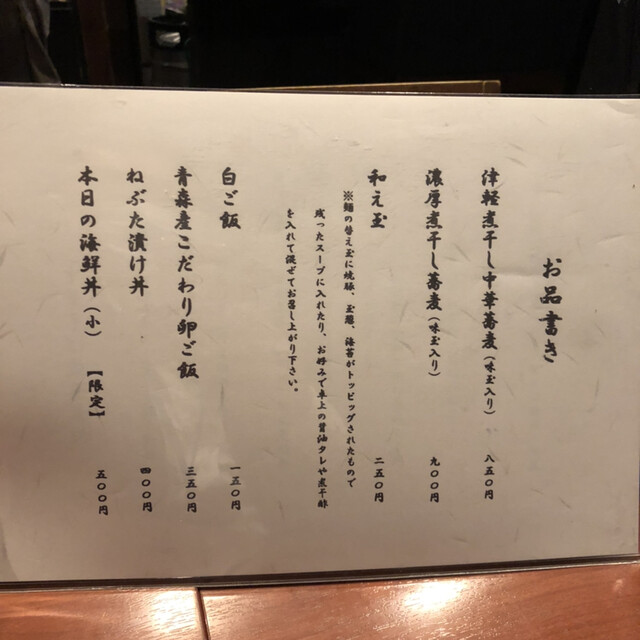 お品書き
津軽煮干し中華蕎麦（味玉入り） 八五〇円
濃厚煮干し蕎麦（味玉入り） 九〇〇円
和え玉 二五〇円
※麺の替え玉に焼豚、玉葱、海苔がトッピングされたもので
残ったスープに入れたり、お好みで卓上の醤油タレや煮干酢
を入れて混ぜてお召し上がり下さい。
白ご飯 一五〇円
青森産こだわり卵ご飯 三五〇円
ねぶた漬け丼 四〇〇円
本日の海鮮丼（小）【限定】 五〇〇円